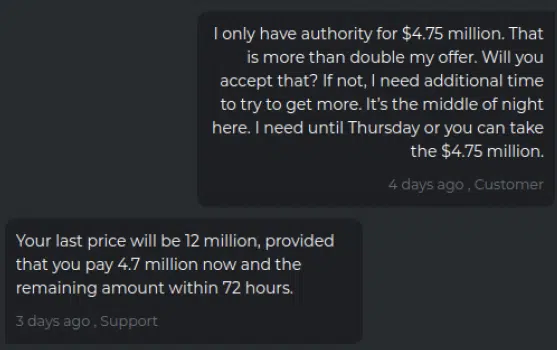 I only have authority for $4.75 million. That
is more than double my offer. Will you
accept that? If not, I need additional time
to try to get more. It's the middle of night
here. I need until Thursday or you can take
the $4.75 million.
4 days ago , Customer
Your last price will be 12 million, provided
that you pay 4.7 million now and the
remaining amount within 72 hours.
3 days ago , Support